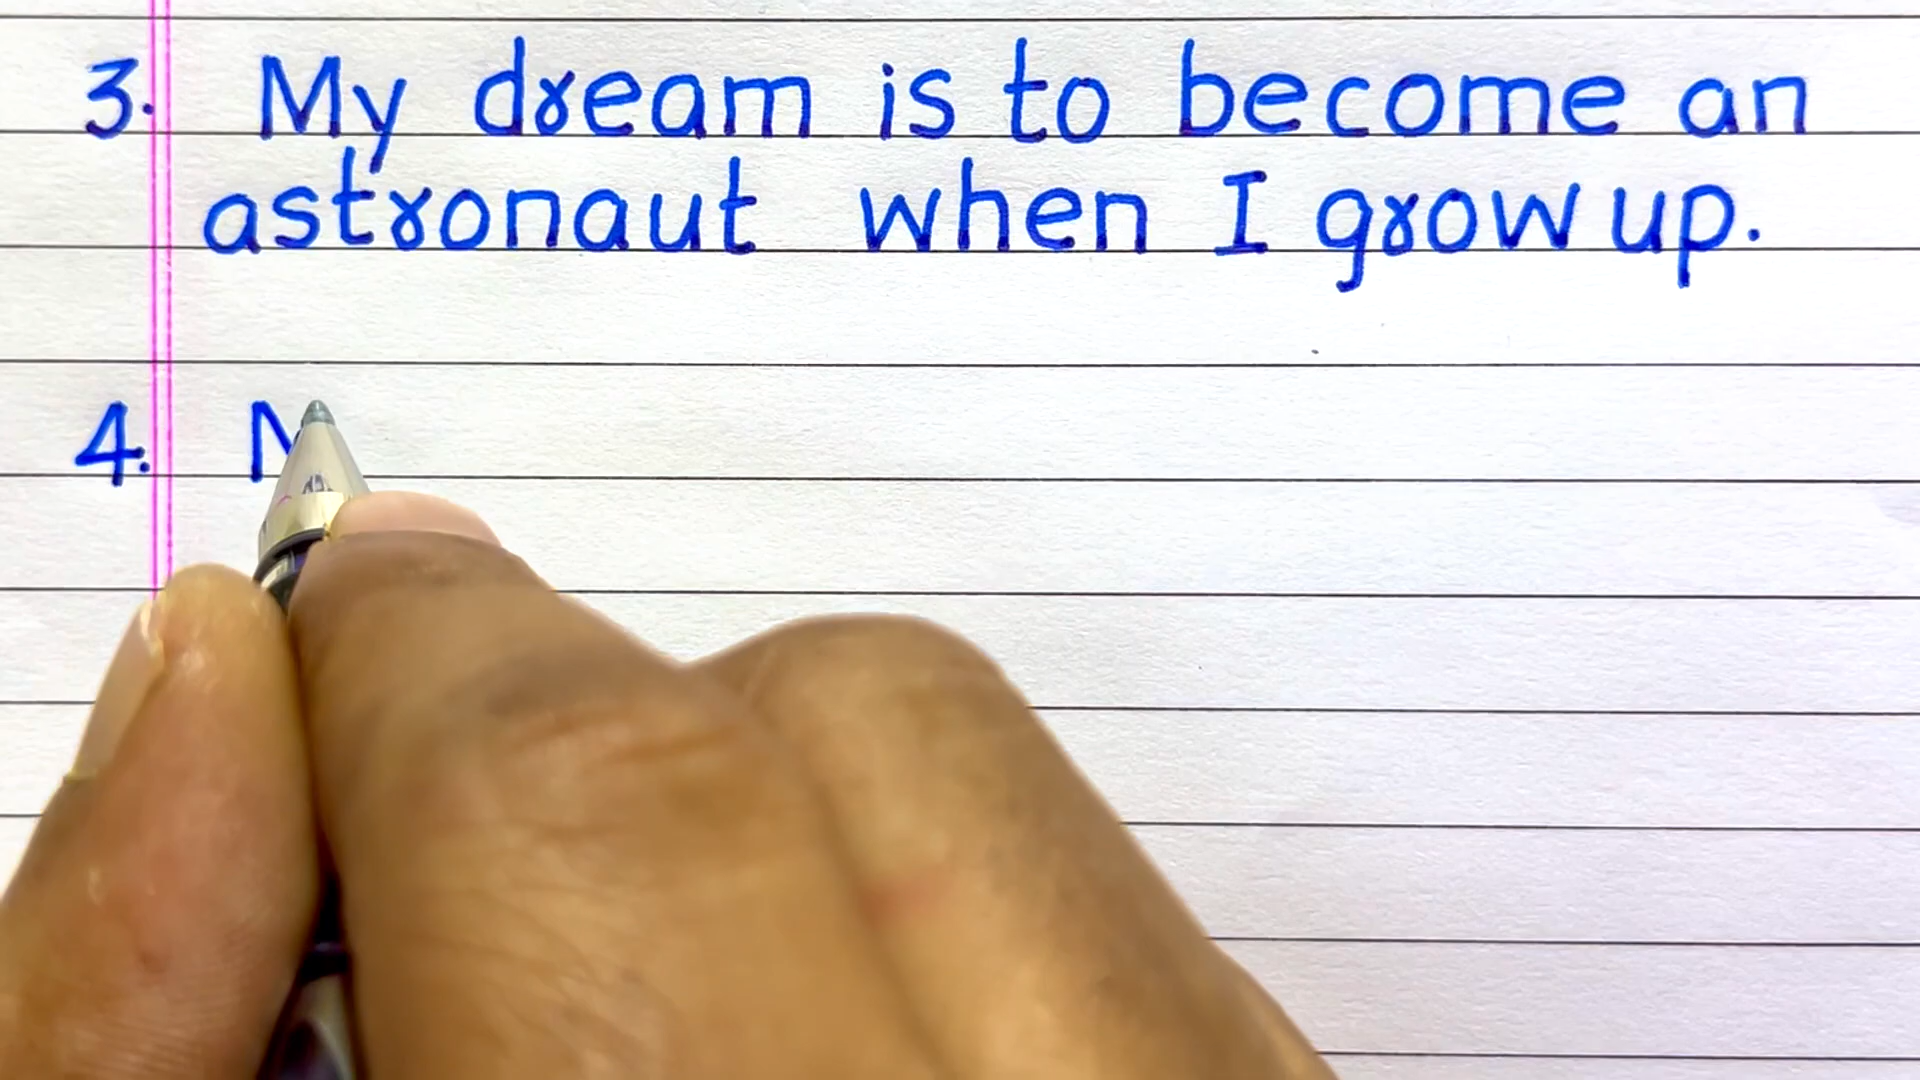 3. My dream is to become an
astronaut when I grow up.
4.